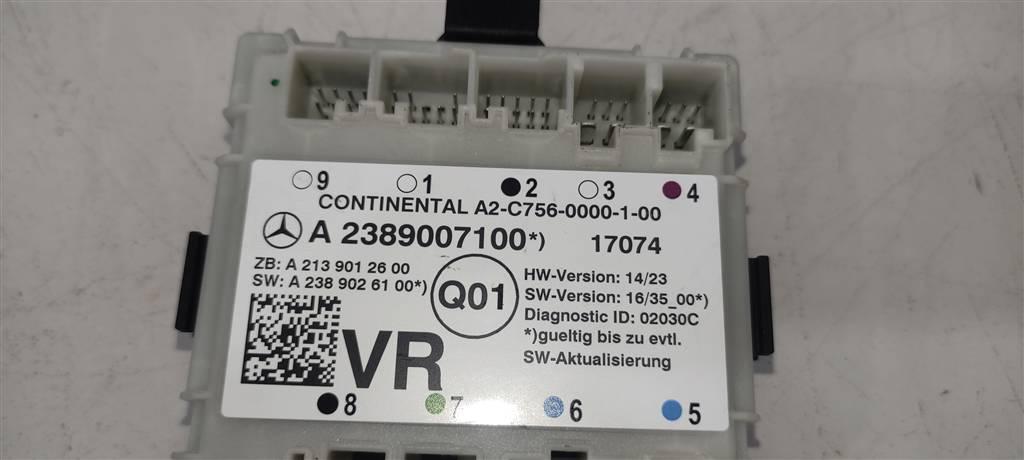 9 1 2 3 4
CONTINENTAL A2-C756-0000-1-00
A 2389007100*) 17074
ZB: A 213 901 26 00
SW: A 238 902 61 00*)
Q01
HW-Version: 14/23
SW-Version: 16/35_00*)
Diagnostic ID: 02030C
*)gueltig bis zu evtl.
SW-Aktualisierung
VR
8 7 6 5